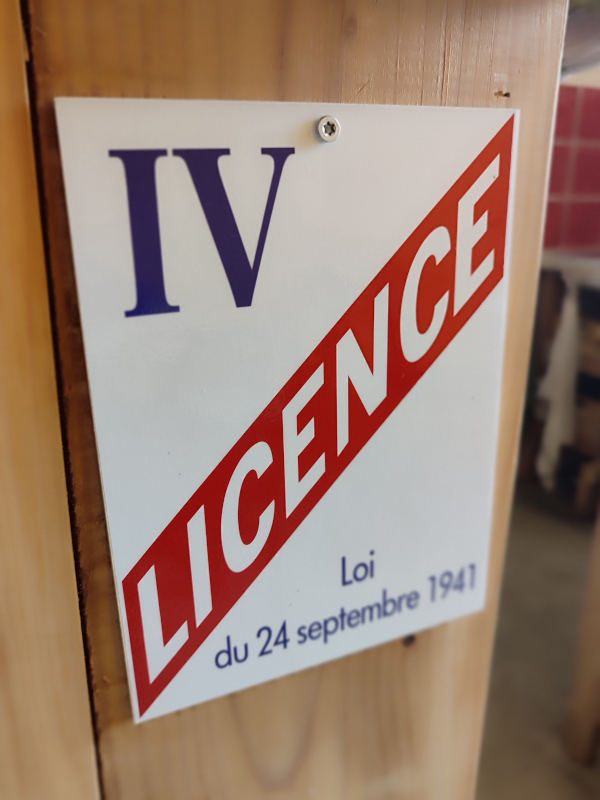 IV
LICENCE
Loi
du 24 septembre 1941